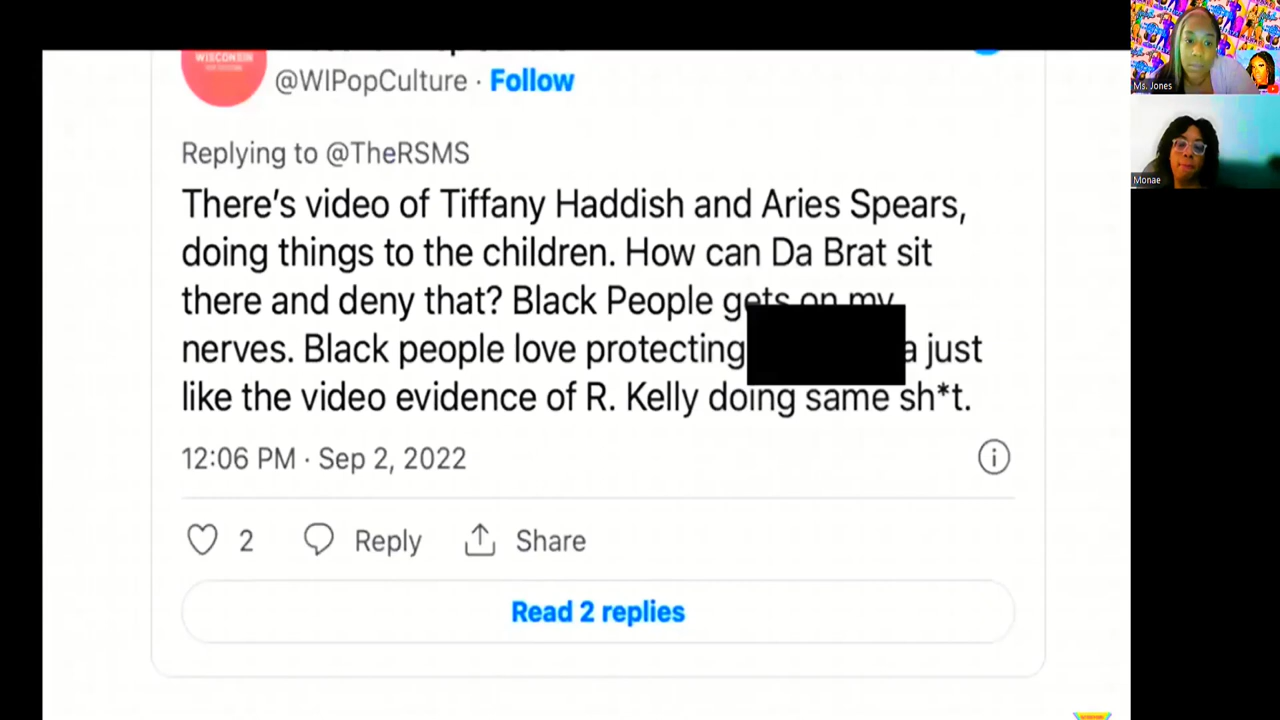 WISCONSIN
@WIPopCulture · Follow
Replying to @TheRSMS
There's video of Tiffany Haddish and Aries Spears,
doing things to the children. How can Da Brat sit
there and deny that? Black People gets on my
nerves. Black people love protecting a just
like the video evidence of R. Kelly doing same sh*t.
12:06 PM · Sep 2, 2022
2 Reply Share
Read 2 replies
Ms. Jones
Monae